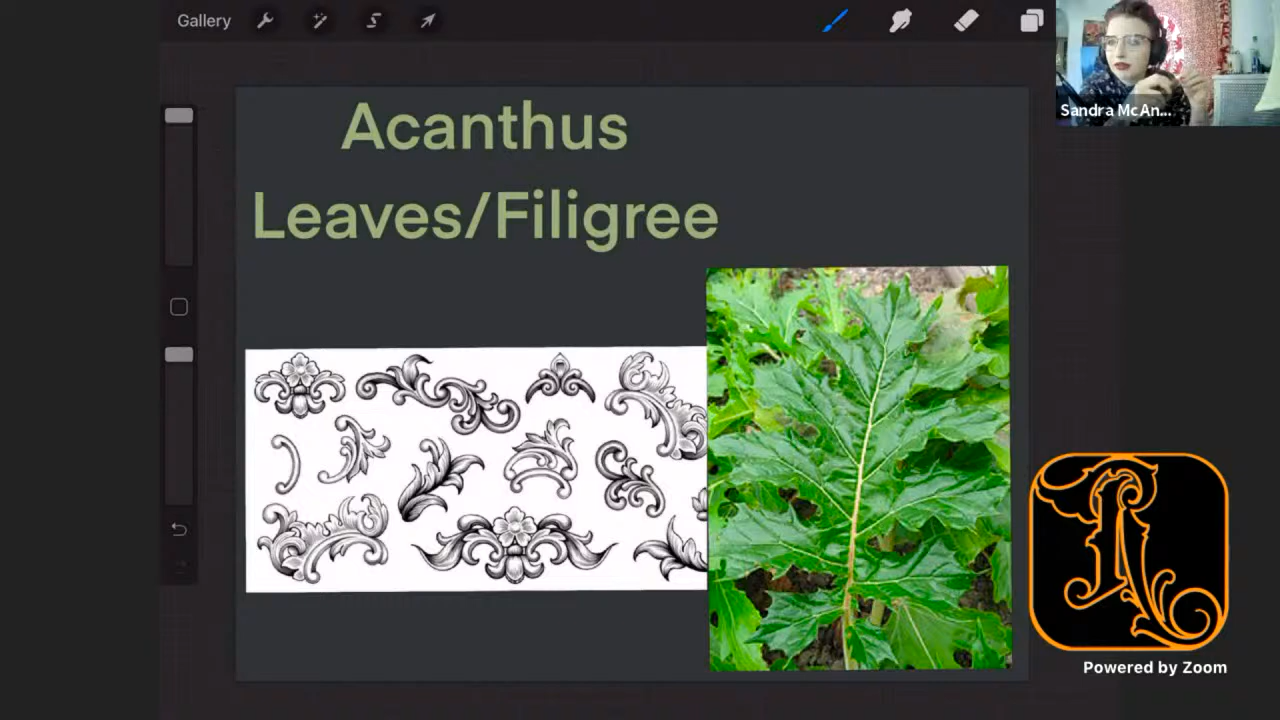 Gallery
Sandra McAn...
Acanthus
Leaves/Filigree
Powered by Zoom